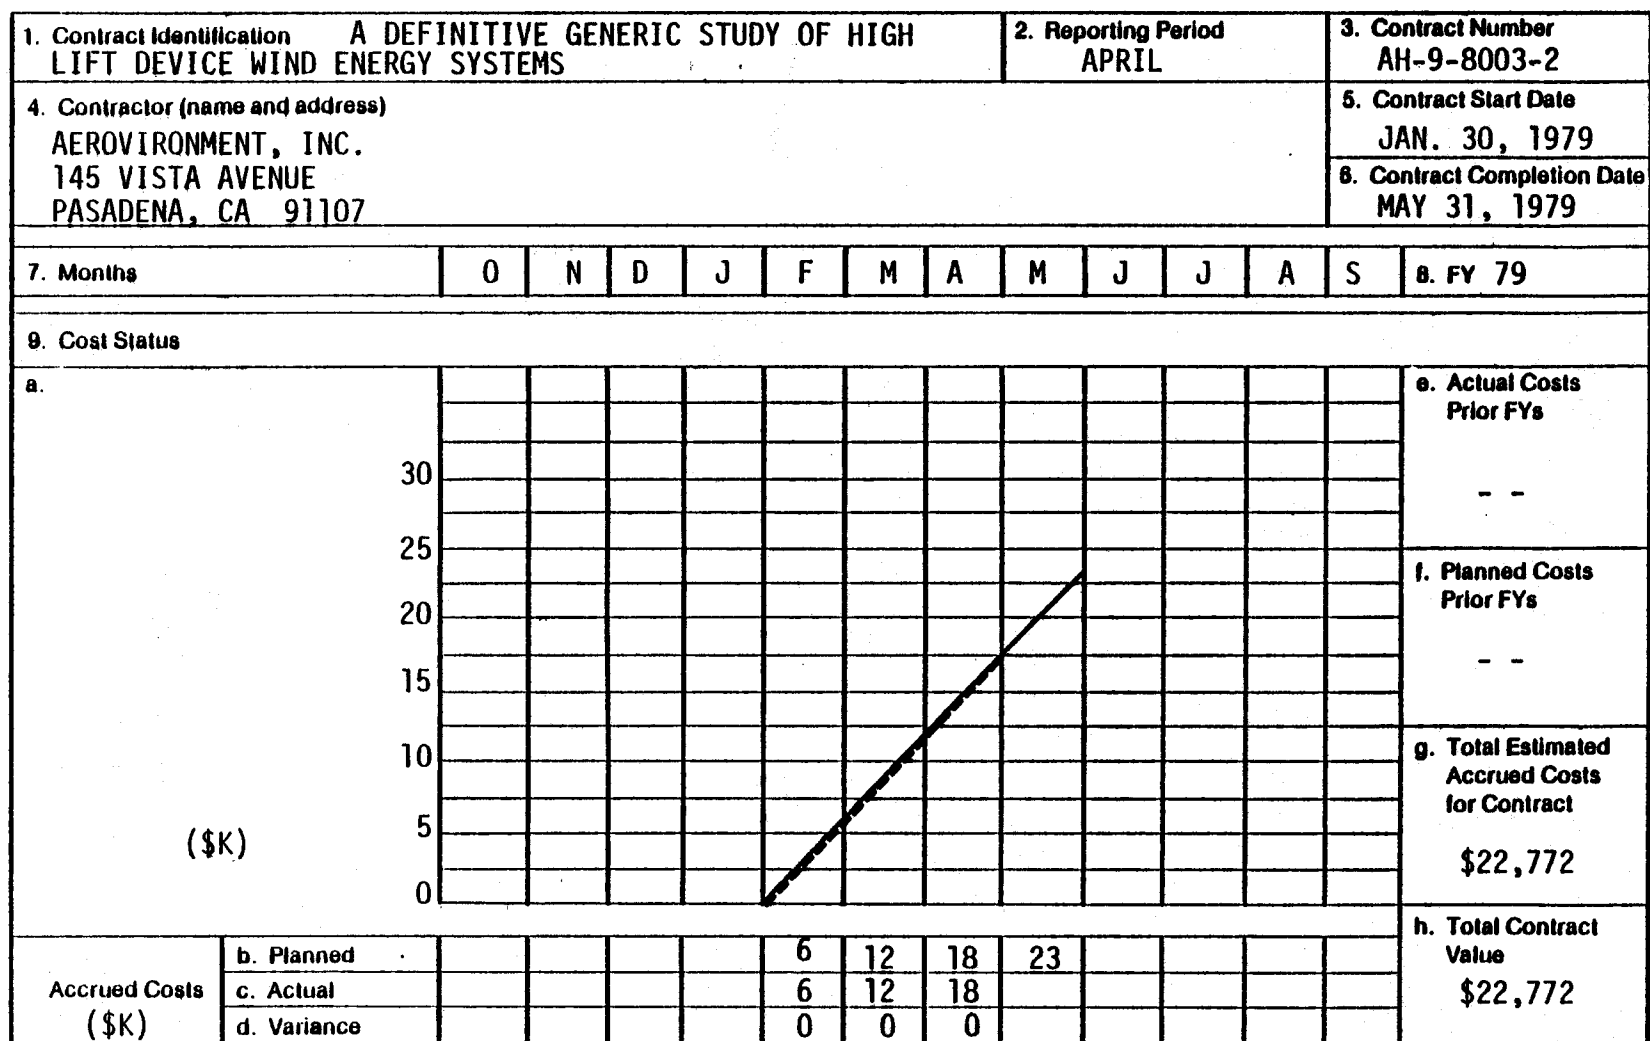 1. Contract Identification A DEFINITIVE GENERIC STUDY OF HIGH
LIFT DEVICE WIND ENERGY SYSTEMS
2. Reporting Period
APRIL
3. Contract Number
AH-9-8003-2
4. Contractor (name and address)
AEROVIRONMENT, INC.
145 VISTA AVENUE
PASADENA, CA 91107
5. Contract Start Date
JAN. 30, 1979
6. Contract Completion Date
MAY 31, 1979
7. Months O N D J F M A M J J A S 8. FY 79
9. Cost Status
a.
30
25
20
15
10
5
0
($K)
e. Actual Costs
Prior FYs
- -
f. Planned Costs
Prior FYs
- -
g. Total Estimated
Accrued Costs
for Contract
$22,772
h. Total Contract
Value
$22,772
Accrued Costs
($K)
b. Planned 6 12 18 23
c. Actual 6 12 18
d. Variance 0 0 0